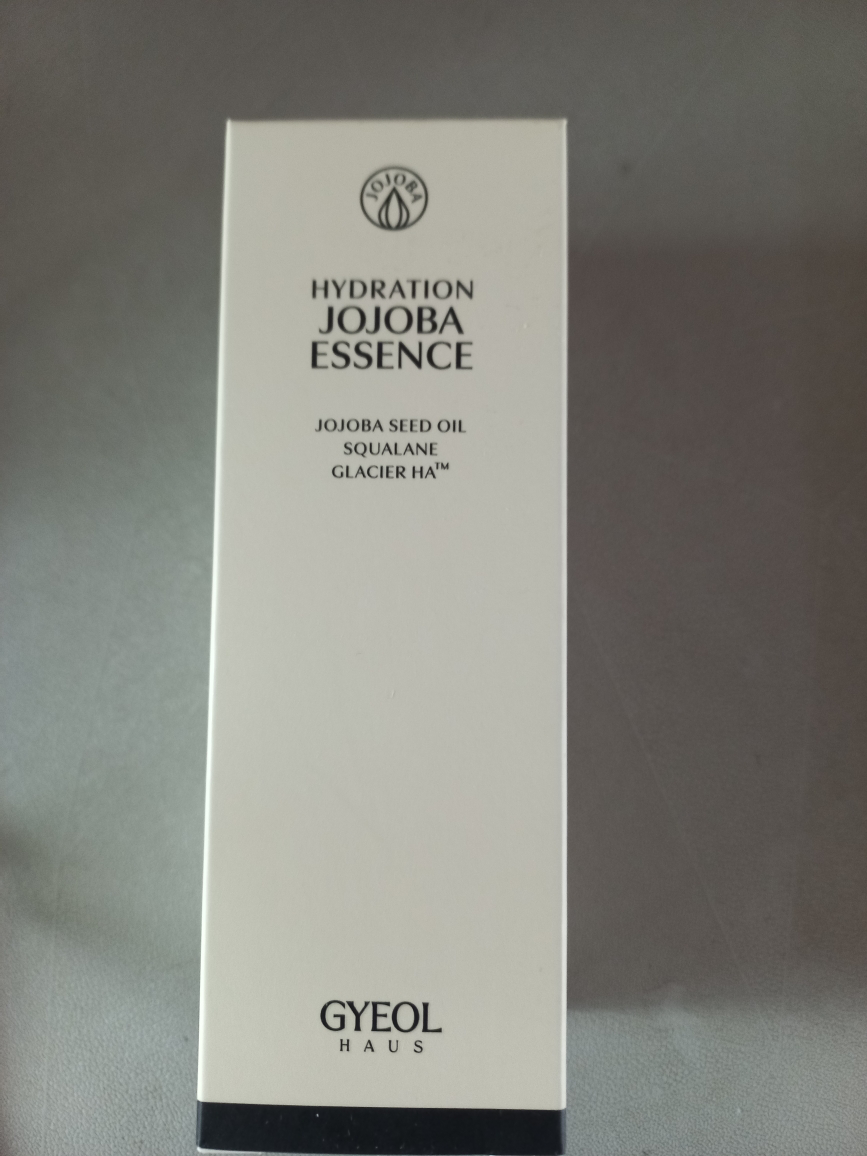 JOJOBA
HYDRATION
JOJOBA
ESSENCE
JOJOBA SEED OIL
SQUALANE
GLACIER HA™
GYEOL
HAUS